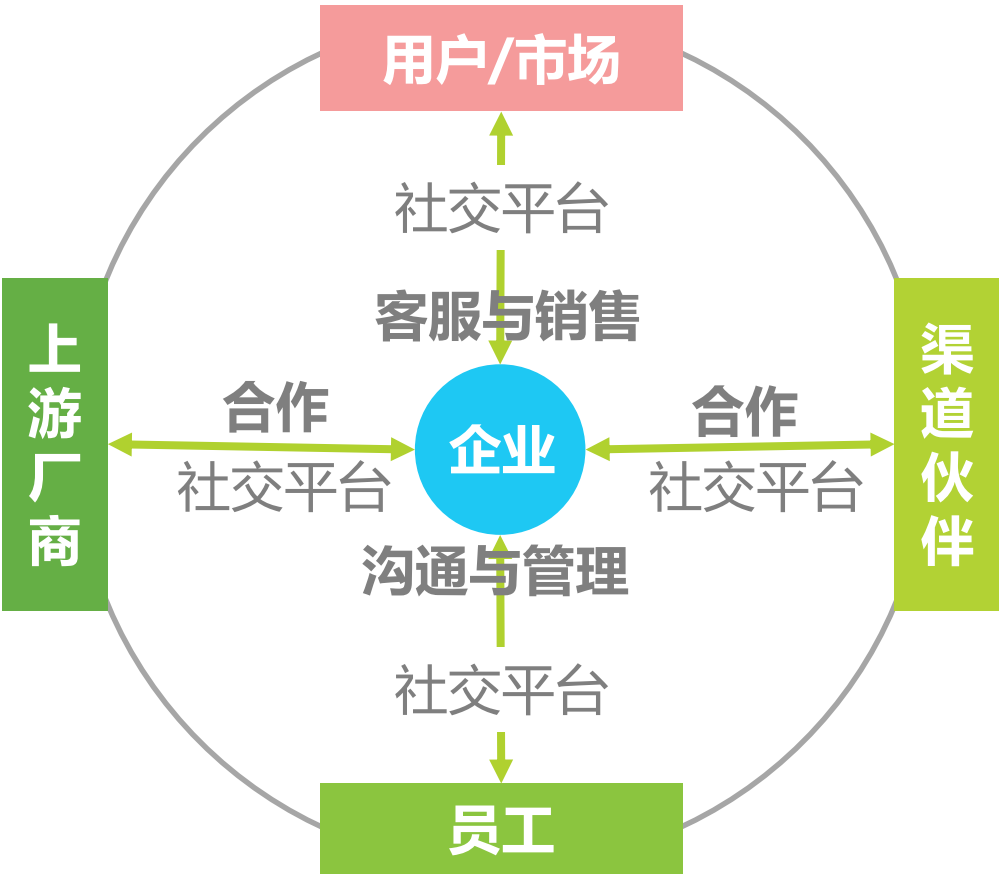 用户/市场
社交平台
客服与销售
上游厂商
合作
社交平台
企业
合作
社交平台
渠道伙伴
沟通与管理
社交平台
员工